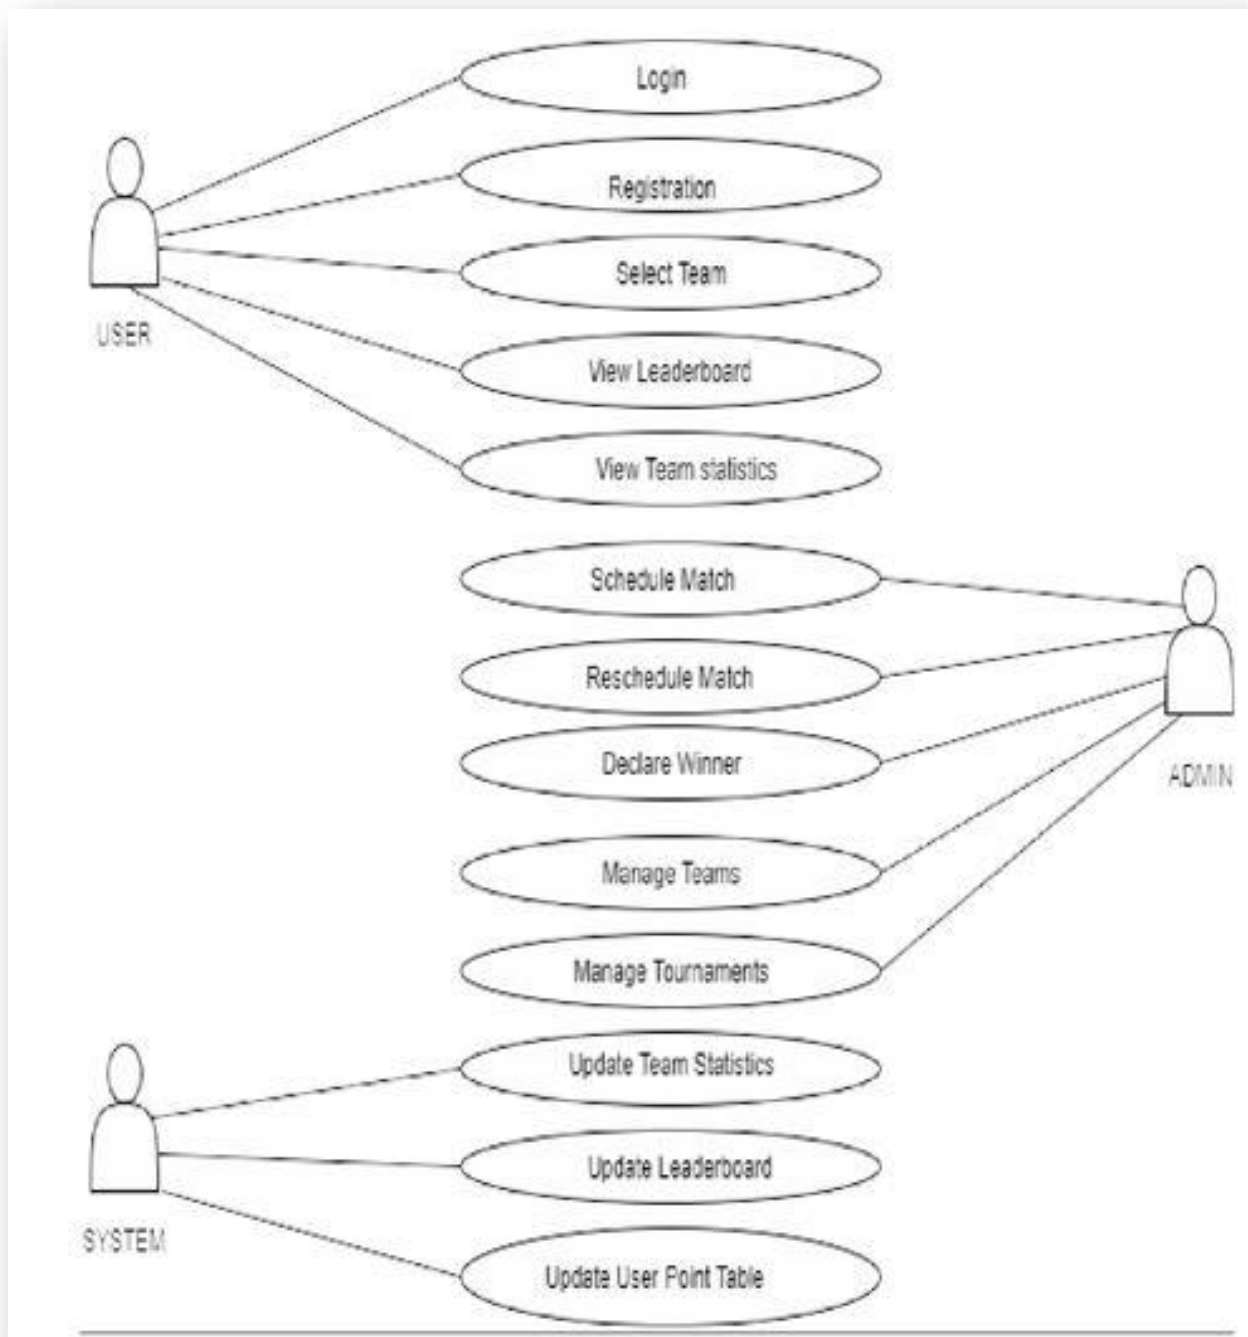 Login
Registration
Select Team
USER
View Leaderboard
View Team statistics
Schedule Match
Reschedule Match
Declare Winner
ADMIN
Manage Teams
Manage Tournaments
Update Team Statistics
Update Leaderboard
SYSTEM
Update User Point Table